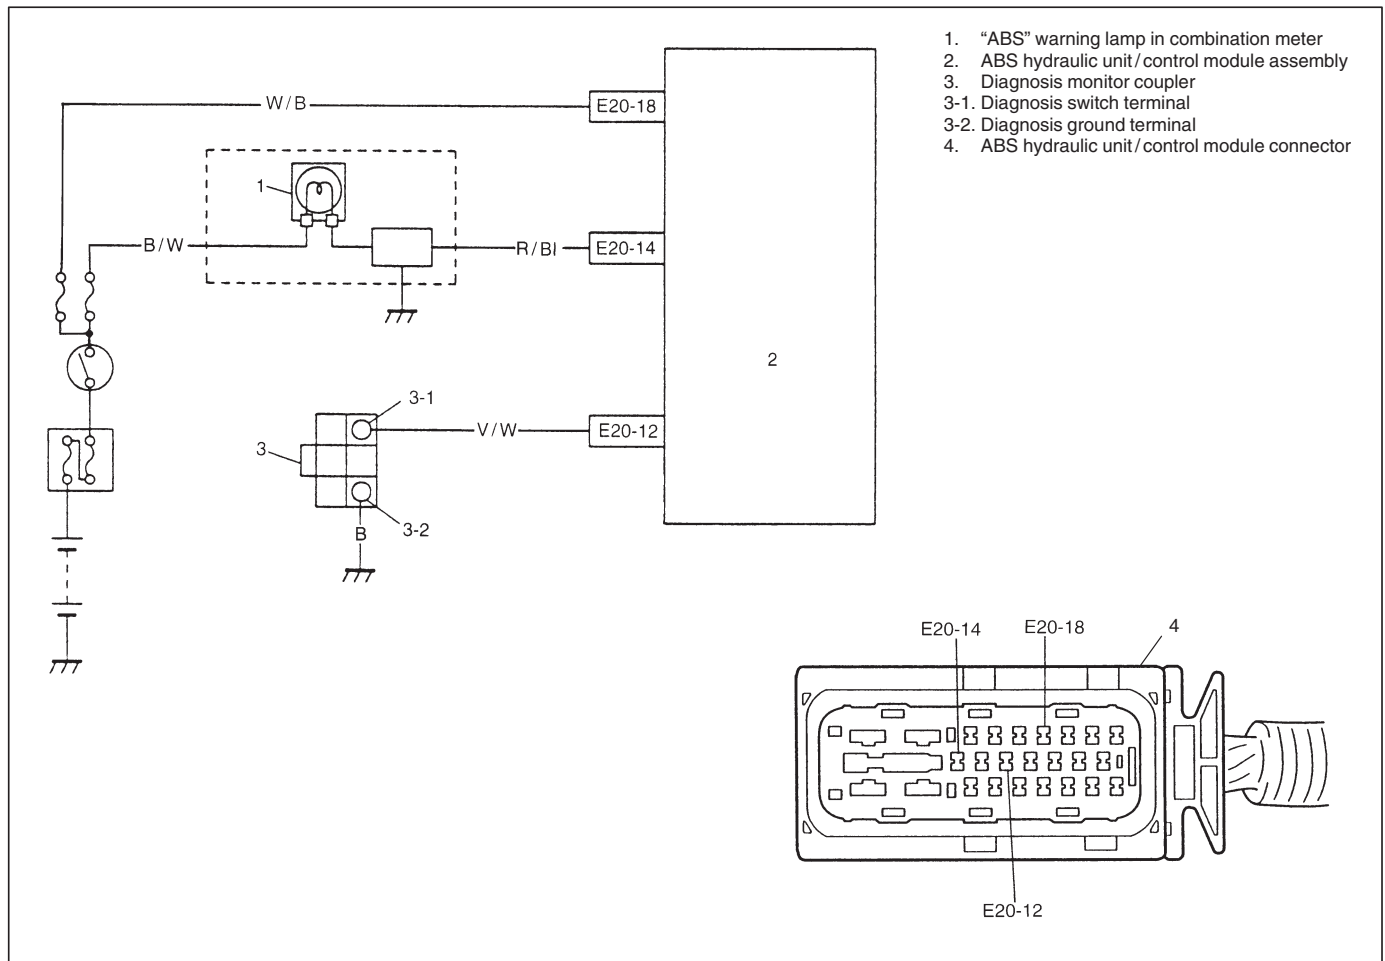 1. “ABS” warning lamp in combination meter
2. ABS hydraulic unit/control module assembly
3. Diagnosis monitor coupler
3-1. Diagnosis switch terminal
3-2. Diagnosis ground terminal
4. ABS hydraulic unit/control module connector
W/B
E20-18
1
B/W
R/Bl
E20-14
2
3-1
V/W
E20-12
3
3-2
B
E20-14
E20-18
4
E20-12